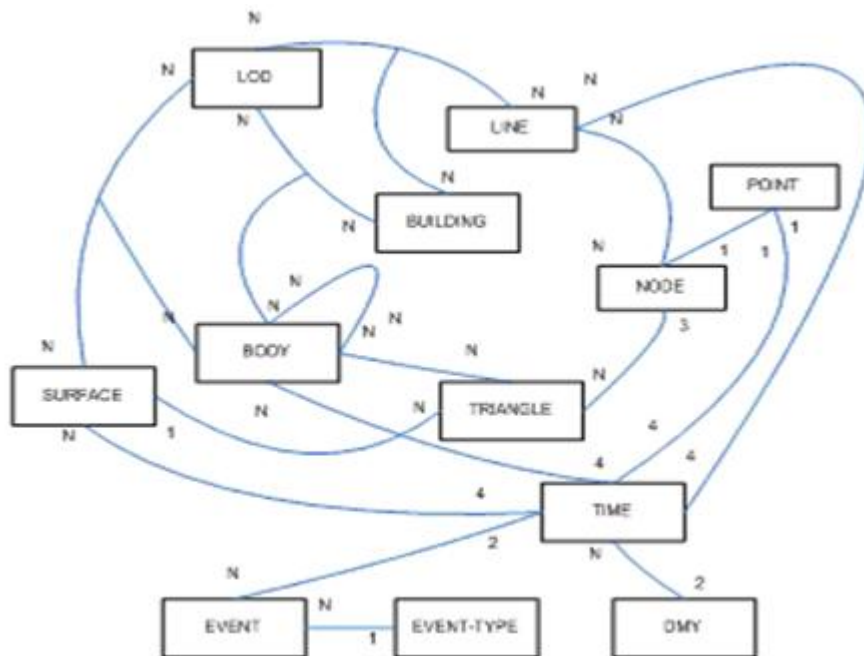 N
N
LOD
N
N
N
LINE
N
N
POINT
N
BUILDING
N
1
1
1
N
NODE
3
N
N
N
N
N
N
BODY
N
N
N
SURFACE
N
TRIANGLE
N
1
N
4
4
4
4
TIME
2
N
2
N
EVENT
N
1
EVENT-TYPE
DMY